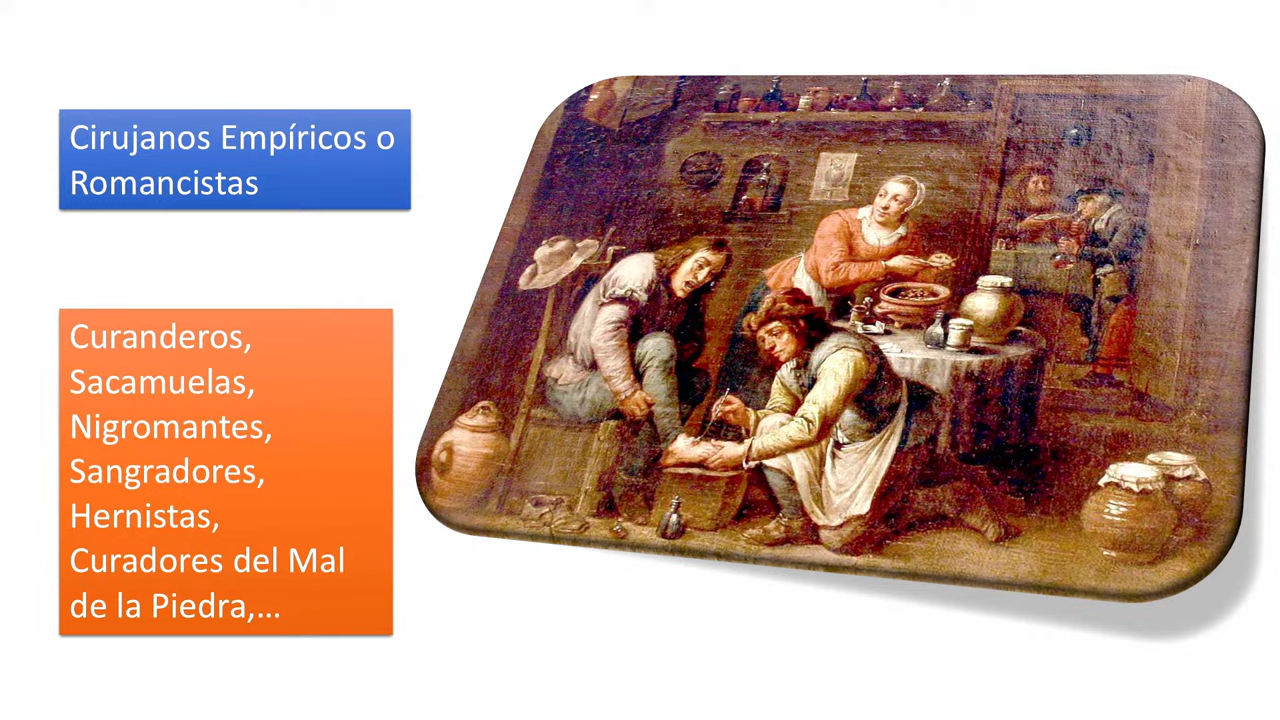 Cirujanos Empíricos o
Romancistas
Curanderos,
Sacamuelas,
Nigromantes,
Sangradores,
Hernistas,
Curadores del Mal
de la Piedra,...